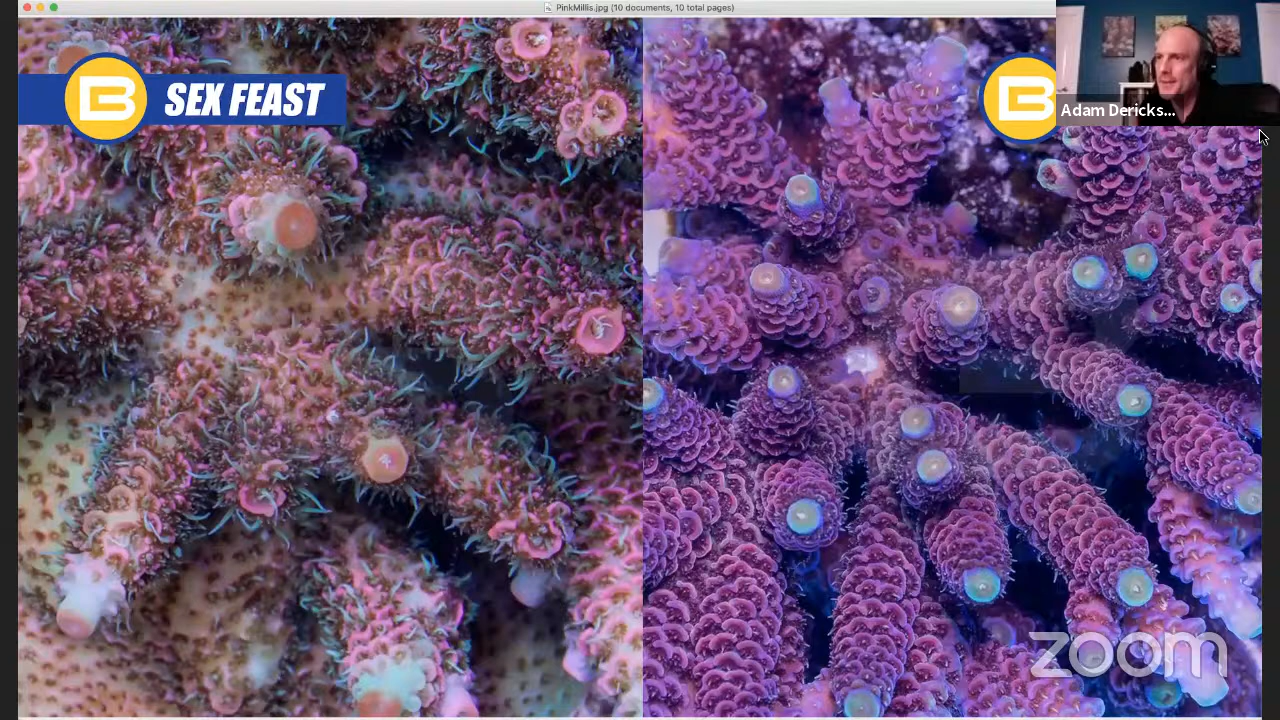 PinkMillis.jpg (10 documents, 10 total pages)
B SEX FEAST
B
Adam Dericks...
zoom